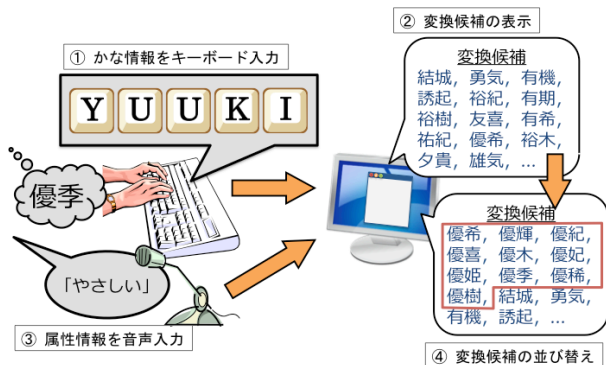 ① かな情報をキーボード入力
YUUKI
優季
「やさしい」
③ 属性情報を音声入力
② 変換候補の表示
変換候補
結城, 勇気, 有機,
誘起, 裕紀, 有期,
裕樹, 友喜, 有希,
祐紀, 優希, 裕木,
夕貴, 雄気, ...
変換候補
優希, 優輝, 優紀,
優喜, 優木, 優妃,
優姫, 優季, 優稀,
優樹, 結城, 勇気,
有機, 誘起, ...
④ 変換候補の並び替え